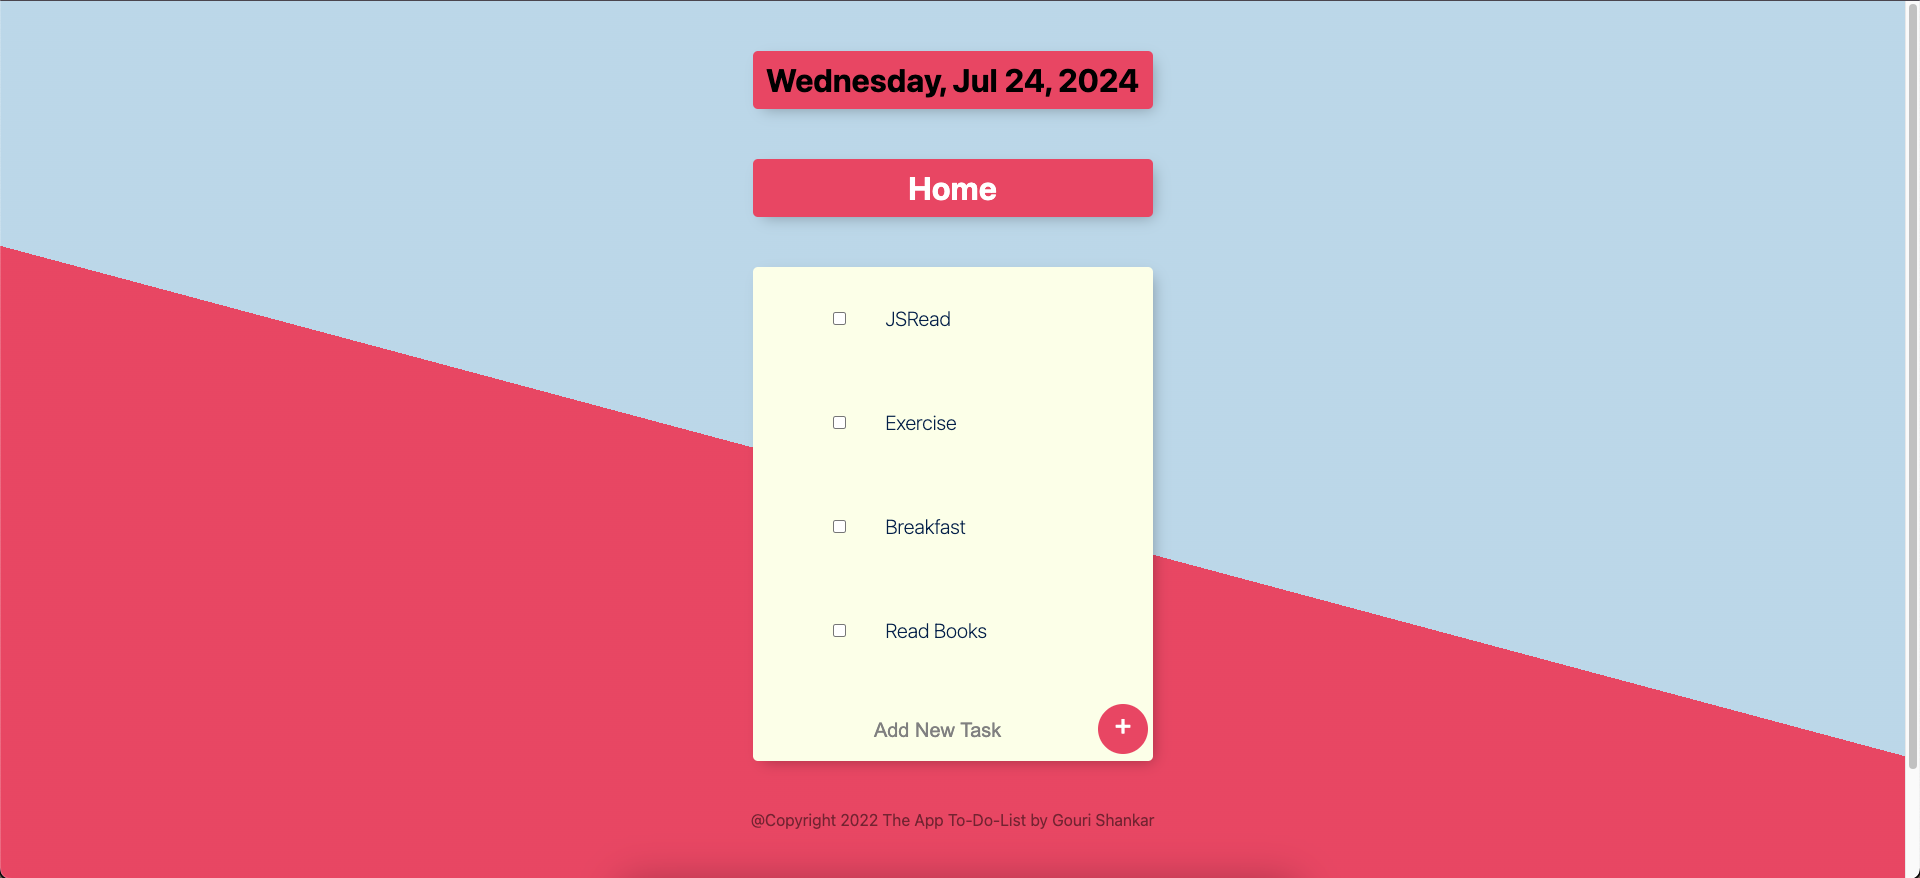 Wednesday, Jul 24, 2024
Home
JSRead
Exercise
Breakfast
Read Books
Add New Task
+
@Copyright 2022 The App To-Do-List by Gouri Shankar